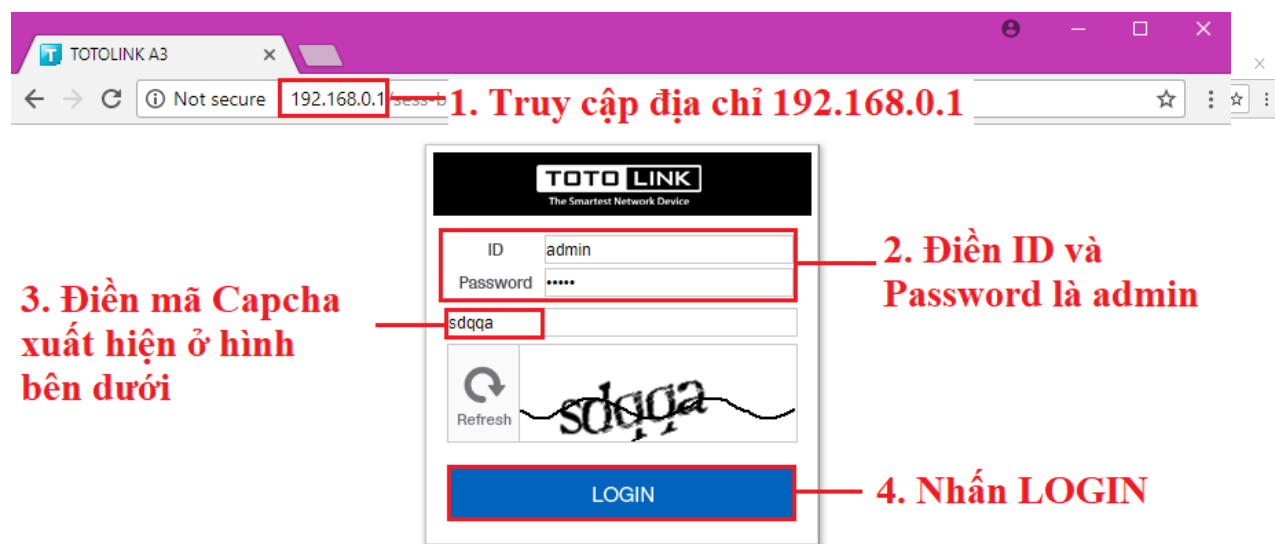 TOTOLINK A3
Not secure 192.168.0.1/sess-b
1. Truy cập địa chỉ 192.168.0.1
TOTO LINK
The Smartest Network Device
ID admin
Password •••••
2. Điền ID và
Password là admin
3. Điền mã Capcha
xuất hiện ở hình
bên dưới
sdqqa
Refresh
sdqqa
LOGIN
4. Nhấn LOGIN